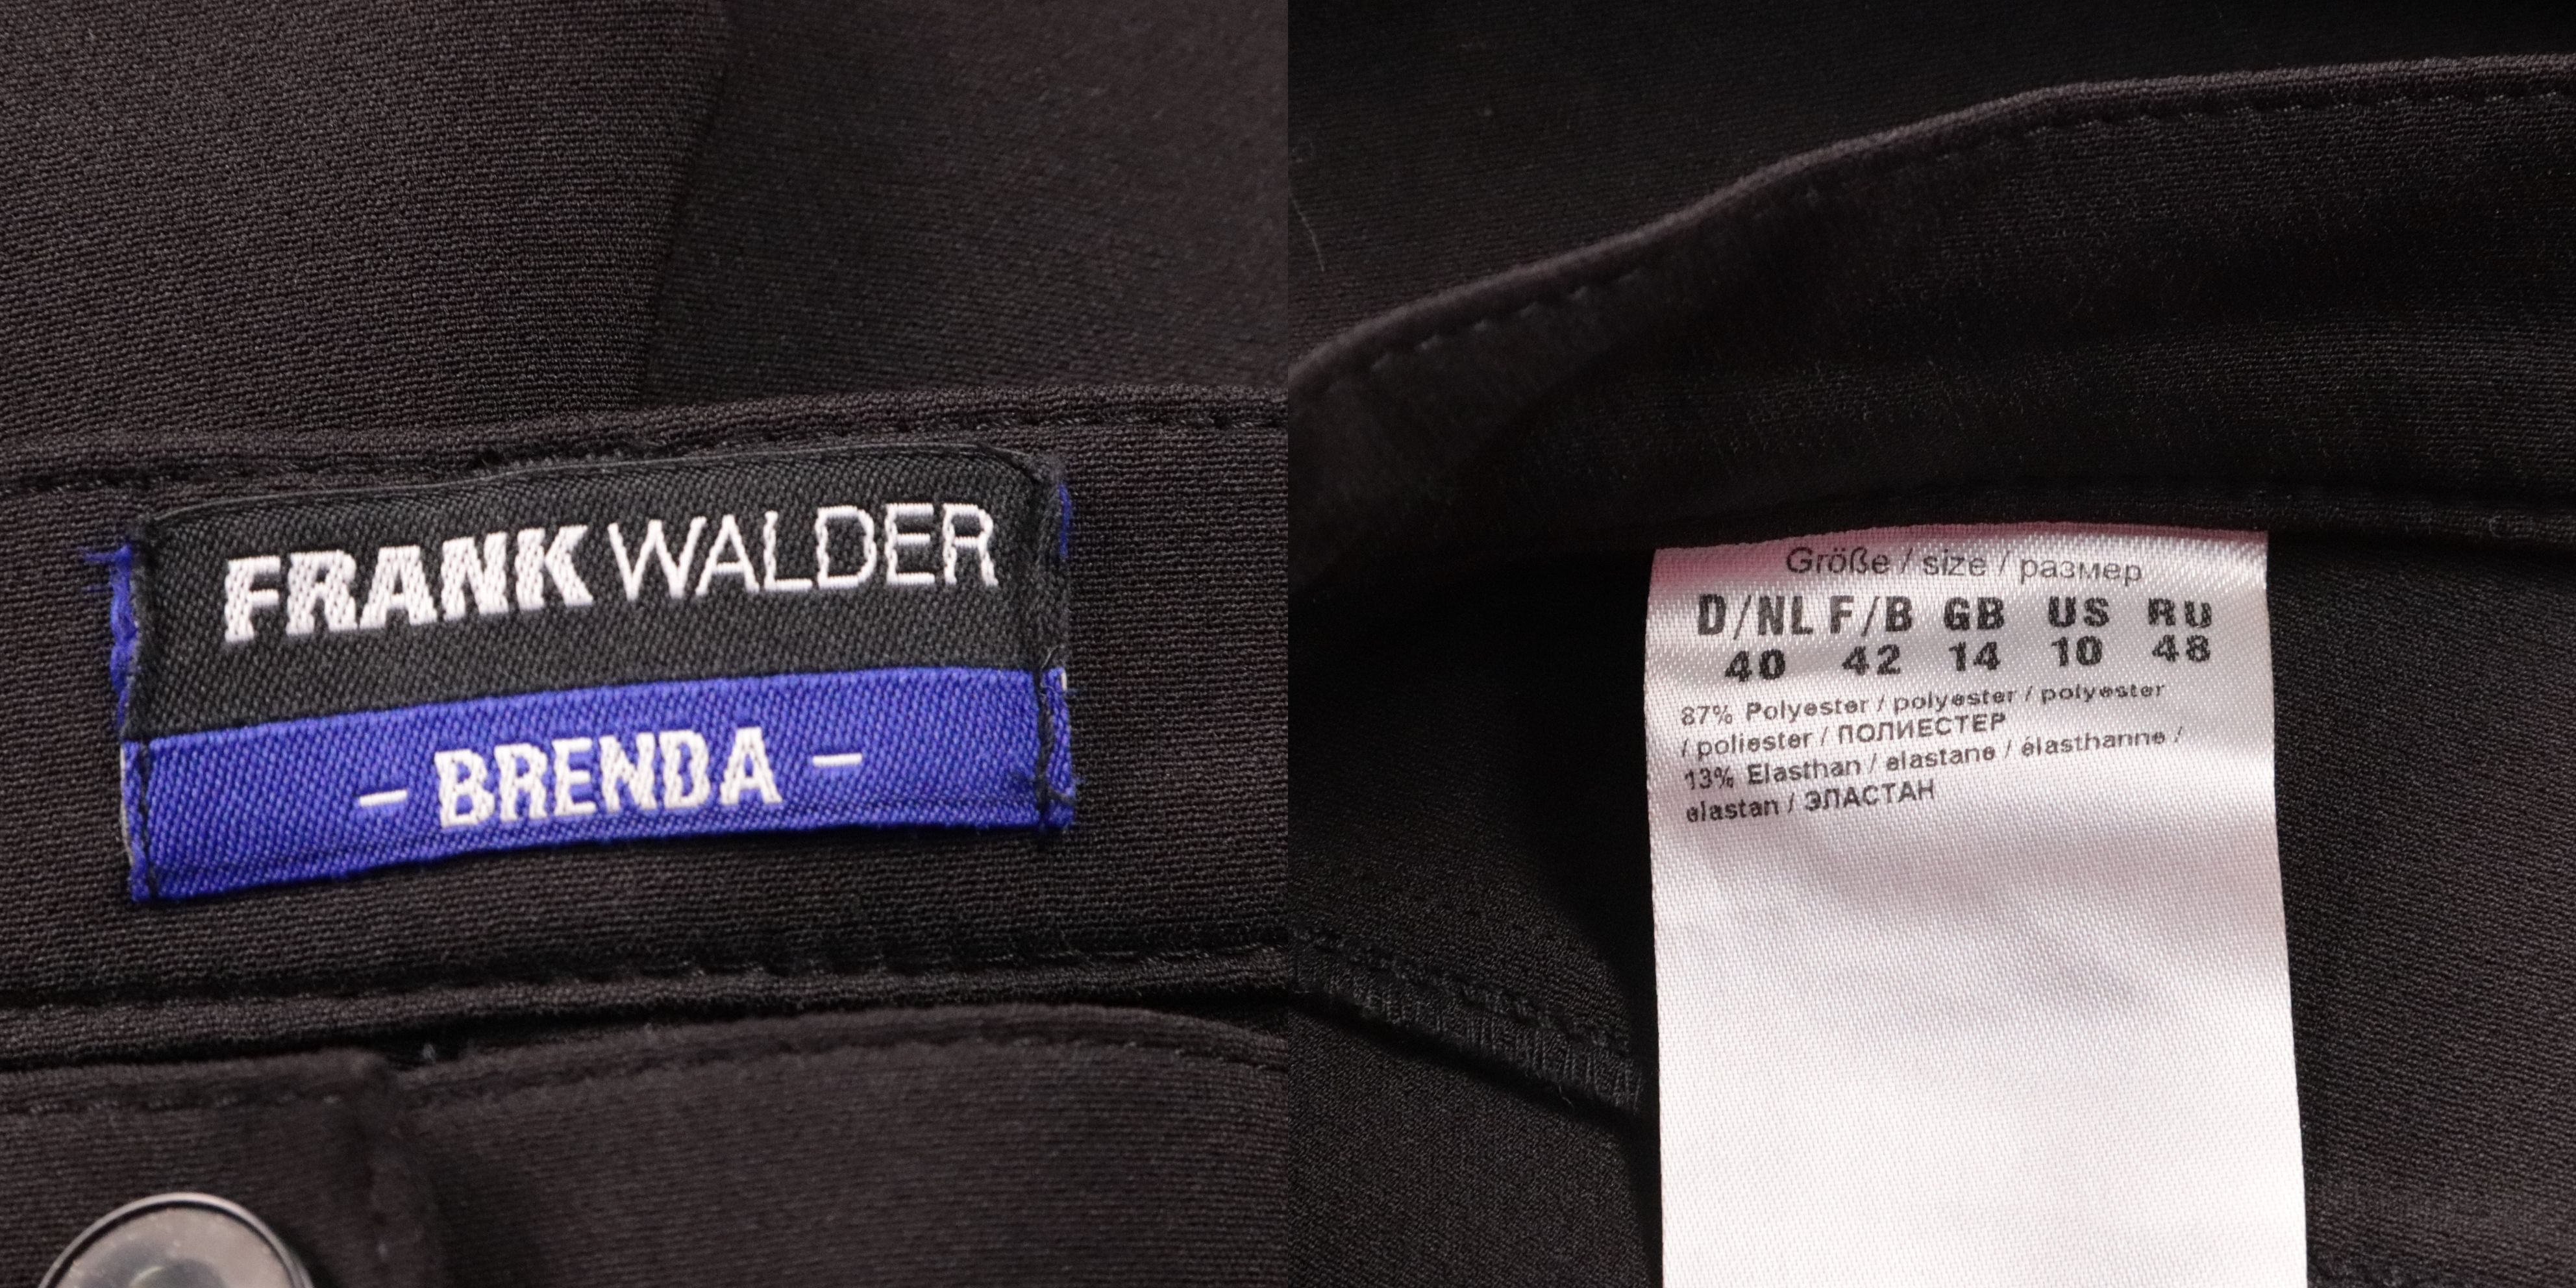 FRANK WALDER
- BRENDA -
Größe / size / размер
D/NL F/B GB US RU
40 42 14 10 48
87% Polyester / polyester / polyester
/ poliester / ПОЛИЕСТЕР
13% Elasthan / elastane / élasthanne /
elastan / ЭЛАСТАН